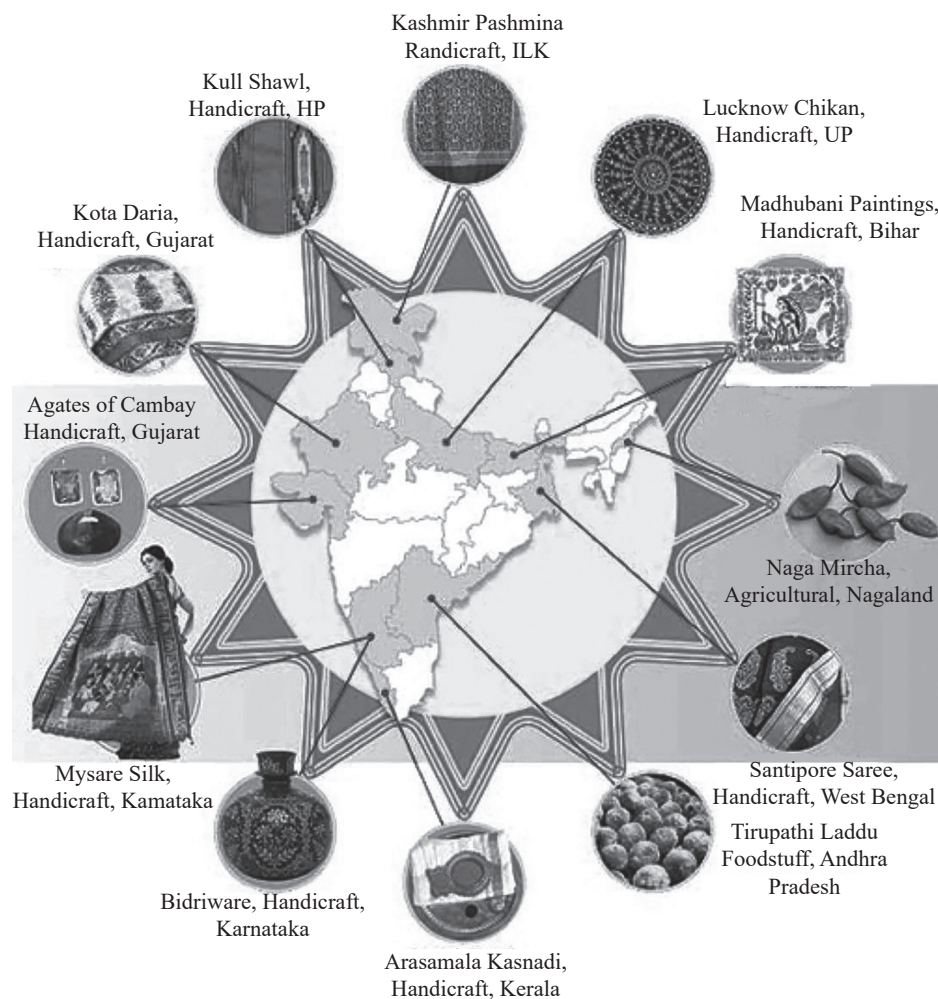 Kashmir Pashmina
Randicraft, ILK
Kull Shawl,
Handicraft, HP
Lucknow Chikan,
Handicraft, UP
Kota Daria,
Handicraft, Gujarat
Madhubani Paintings,
Handicraft, Bihar
Agates of Cambay
Handicraft, Gujarat
Naga Mircha,
Agricultural, Nagaland
Mysare Silk,
Handicraft, Kamataka
Santipore Saree,
Handicraft, West Bengal
Bidriware, Handicraft,
Karnataka
Tirupathi Laddu
Foodstuff, Andhra
Pradesh
Arasamala Kasnadi,
Handicraft, Kerala